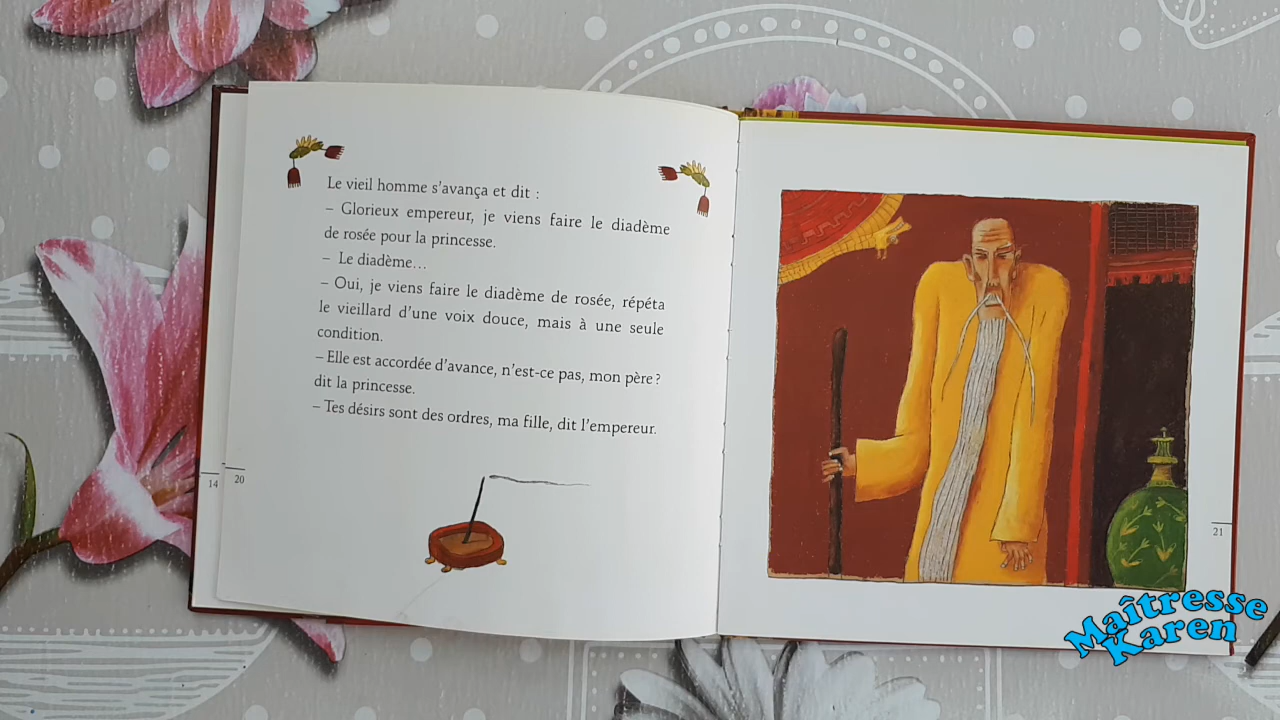 Le vieil homme s'avança et dit :
– Glorieux empereur, je viens faire le diadème
de rosée pour la princesse.
– Le diadème…
– Oui, je viens faire le diadème de rosée, répéta
le vieillard d'une voix douce, mais à une seule
condition.
– Elle est accordée d'avance, n'est-ce pas, mon père ?
dit la princesse.
– Tes désirs sont des ordres, ma fille, dit l'empereur.
14
20
21
Maîtresse
Karen